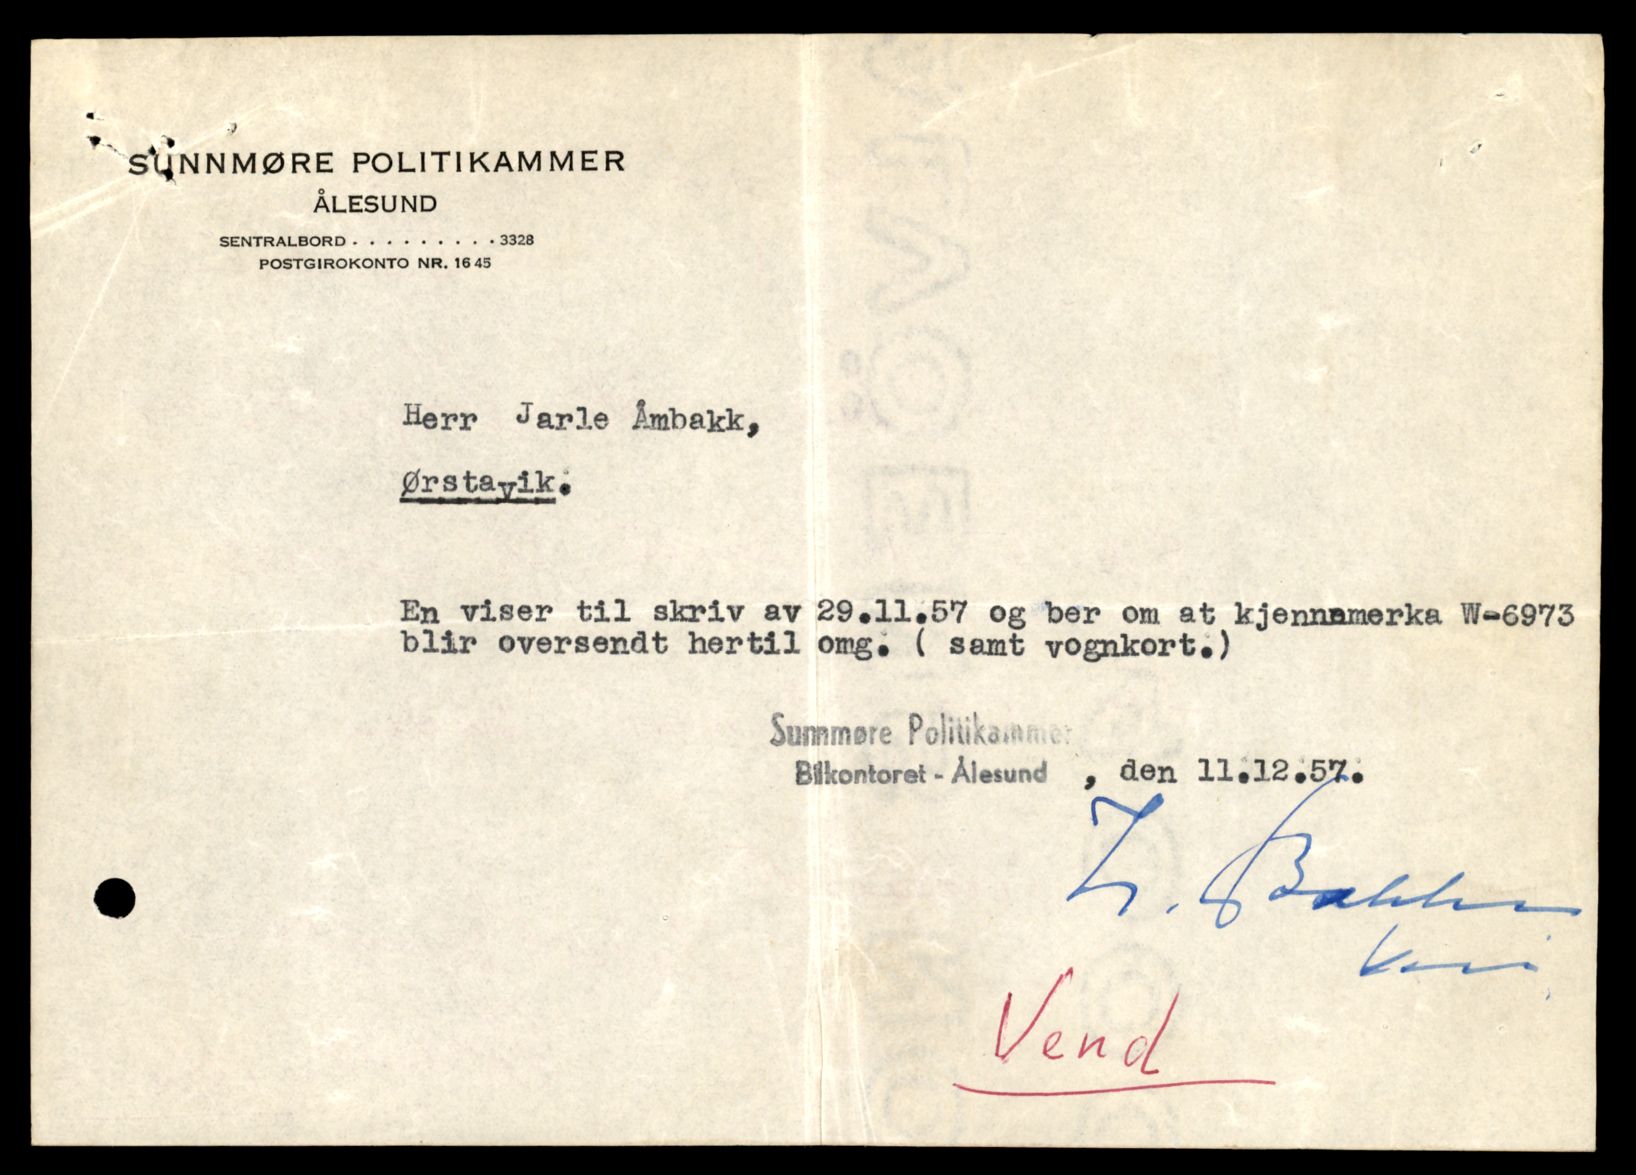 SUNNMØRE POLITIKAMMER
ÅLESUND
SENTRALBORD . . . . . . . . . 3328
POSTGIROKONTO NR. 1645
Herr Jarle Åmbakk,
Ørstavik.
En viser til skriv av 29.11.57 og ber om at kjennemerka W-6973
blir oversendt hertil omg. ( samt vognkort.)
Sunnmøre Politikammer
Bilkontoret - Ålesund , den 11.12.57.
Vend